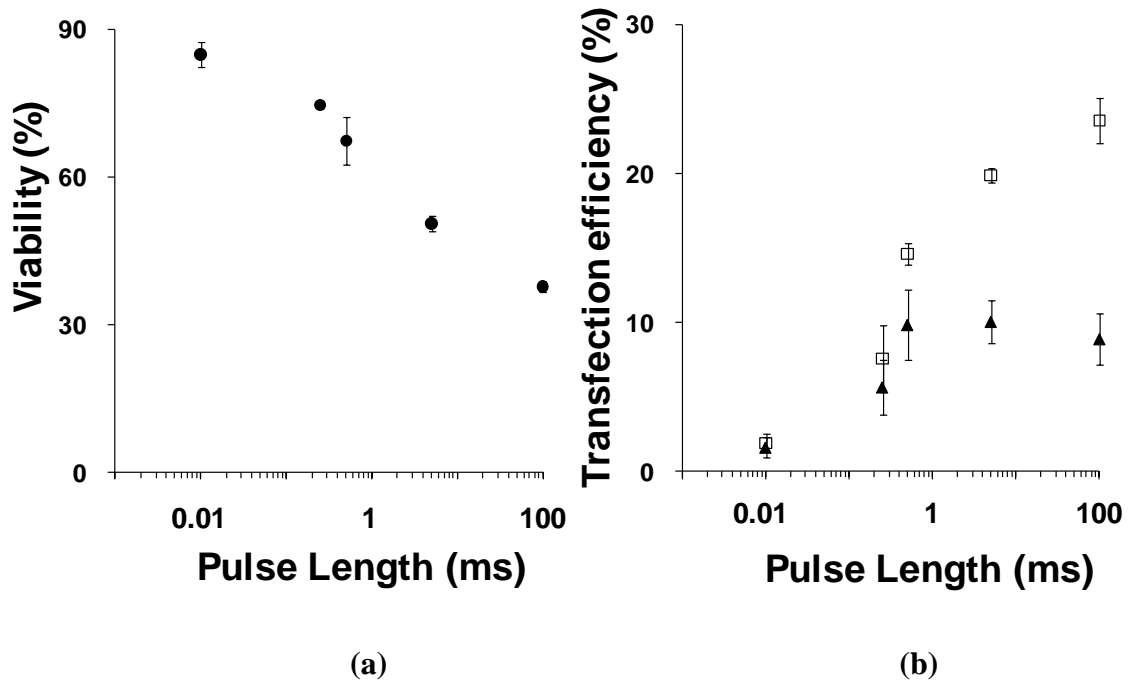 Viability (%)
90
60
30
0
0.01 1 100
Pulse Length (ms)
(a)
Transfection efficiency (%)
30
20
10
0
0.01 1 100
Pulse Length (ms)
(b)